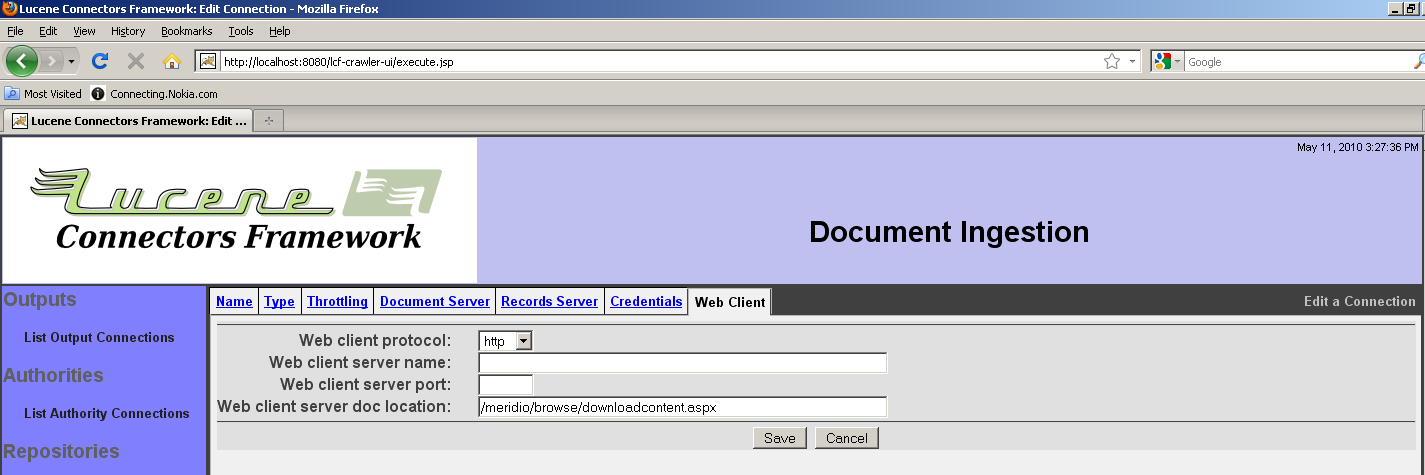 Lucene Connectors Framework: Edit Connection - Mozilla Firefox
File Edit View History Bookmarks Tools Help
http://localhost:8080/lcf-crawler-ui/execute.jsp
Google
Most Visited Connecting.Nokia.com
Lucene Connectors Framework: Edit ...
May 11, 2010 3:27:36 PM
Lucene
Connectors Framework
Document Ingestion
Outputs
List Output Connections
Authorities
List Authority Connections
Repositories
Name Type Throttling Document Server Records Server Credentials Web Client Edit a Connection
Web client protocol: http
Web client server name:
Web client server port:
Web client server doc location: /meridio/browse/downloadcontent.aspx
Save Cancel